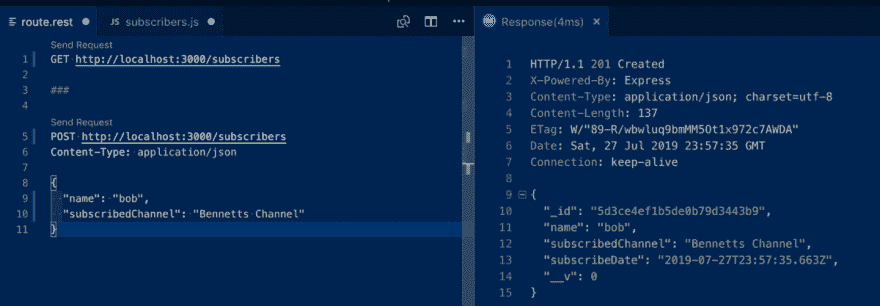 route.rest
subscribers.js
Send Request
1 GET http://localhost:3000/subscribers
2
3 ###
4
Send Request
5 POST http://localhost:3000/subscribers
6 Content-Type: application/json
7
8 {
9 "name": "bob",
10 "subscribedChannel": "Bennetts Channel"
11 }
Response(4ms)
1 HTTP/1.1 201 Created
2 X-Powered-By: Express
3 Content-Type: application/json; charset=utf-8
4 Content-Length: 137
5 ETag: W/"89-R/wbwluq9bmMM5Ot1x972c7AWDA"
6 Date: Sat, 27 Jul 2019 23:57:35 GMT
7 Connection: keep-alive
8
9 {
10 "_id": "5d3ce4ef1b5de0b79d3443b9",
11 "name": "bob",
12 "subscribedChannel": "Bennetts Channel",
13 "subscribeDate": "2019-07-27T23:57:35.663Z",
14 "__v": 0
15 }